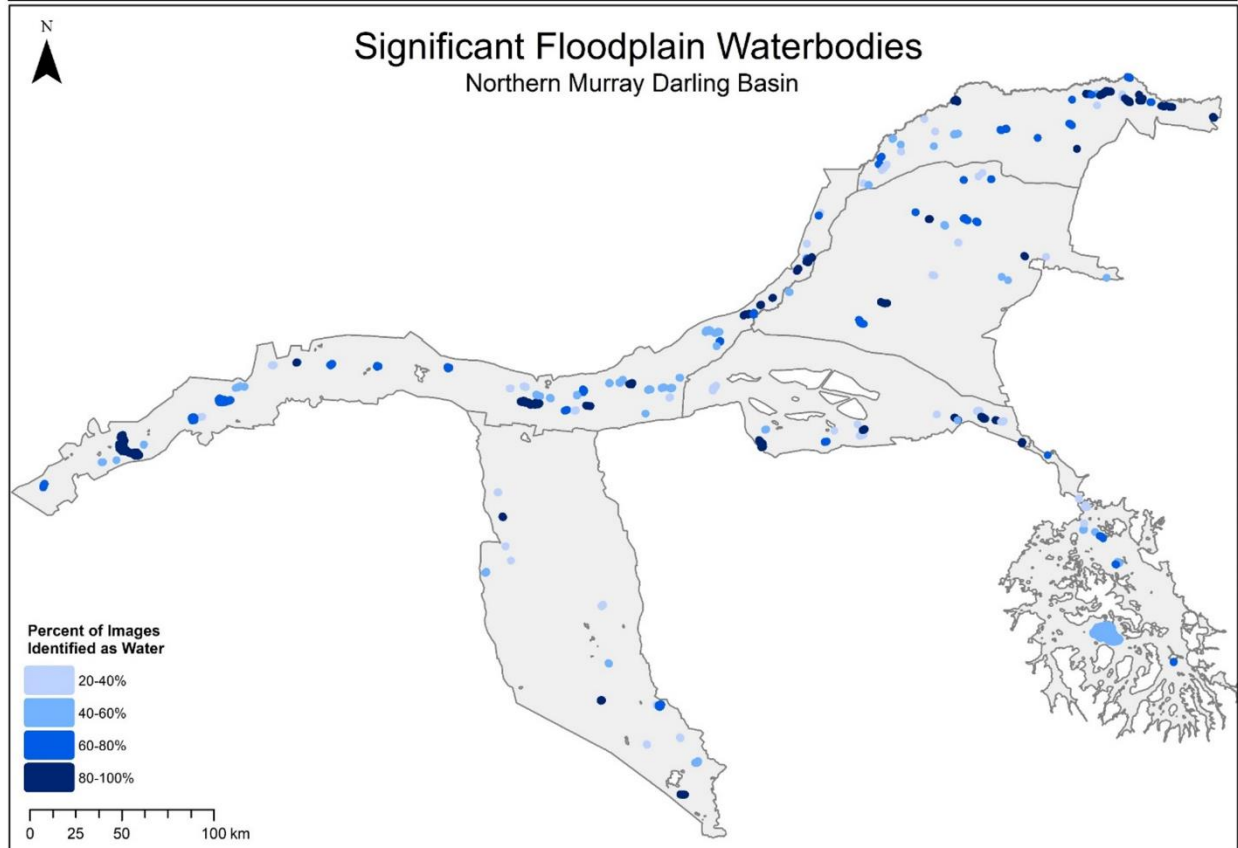 N
Significant Floodplain Waterbodies
Northern Murray Darling Basin
Percent of Images
Identified as Water
20-40%
40-60%
60-80%
80-100%
0 25 50 100 km